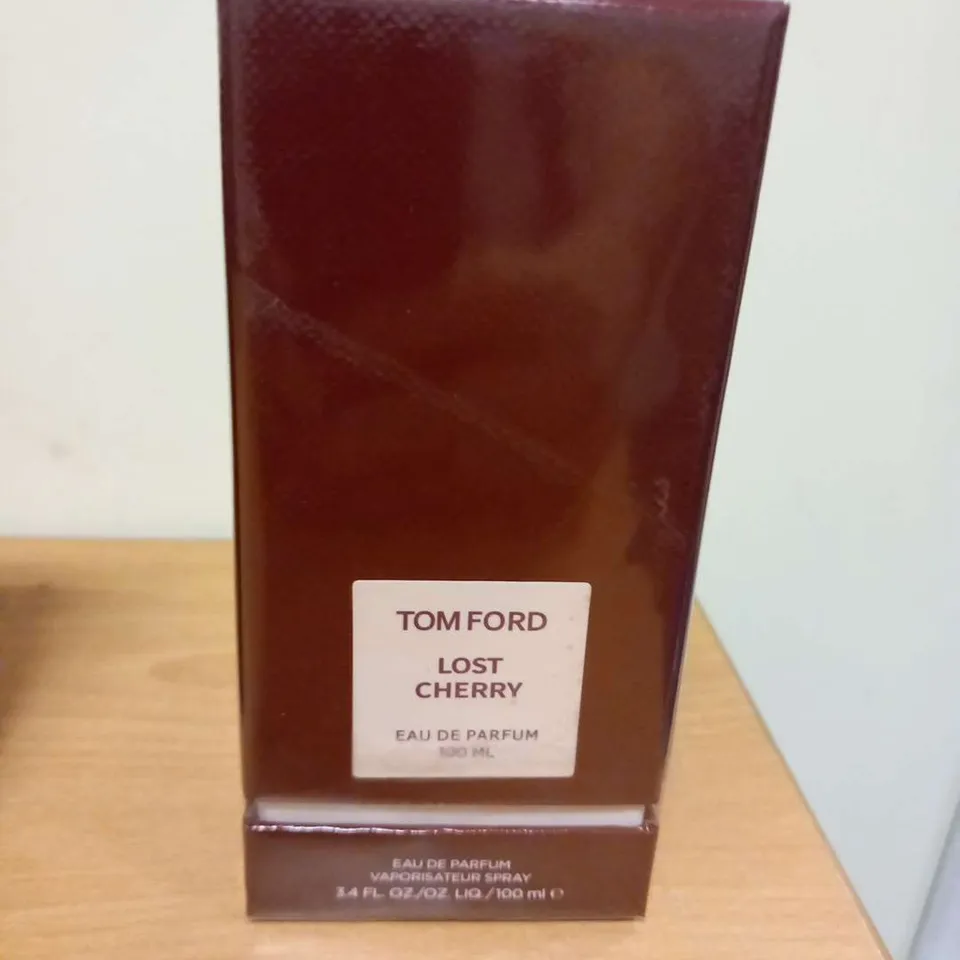 TOM FORD
LOST
CHERRY
EAU DE PARFUM
100 ML
EAU DE PARFUM
VAPORISATEUR SPRAY
3.4 FL. OZ./OZ. LIQ./100 ml ℮